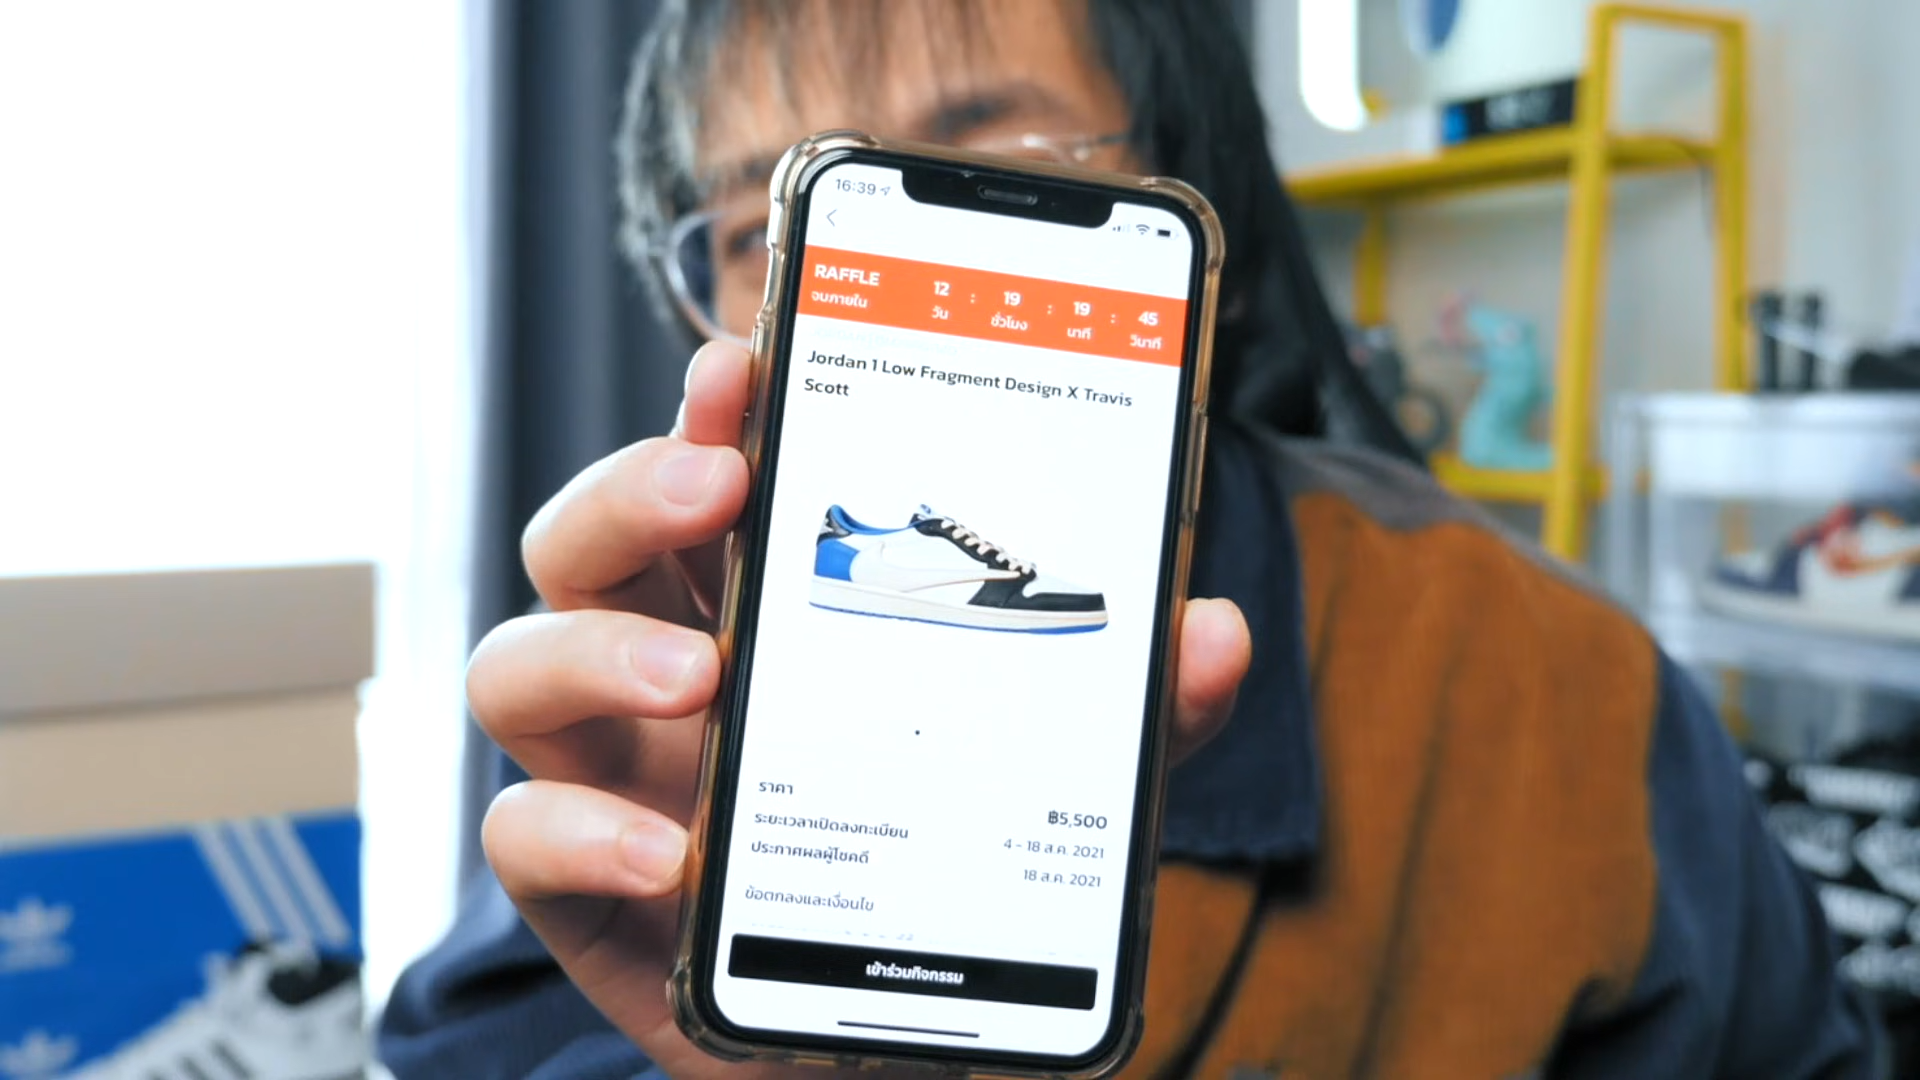 16:39
RAFFLE
จบภายใน
12 : 19 : 19 : 45
วัน ชั่วโมง นาที วินาที
Jordan 1 Low Fragment Design X Travis
Scott
ราคา ฿5,500
ระยะเวลาเปิดลงทะเบียน 4 - 18 ส.ค. 2021
ประกาศผลผู้โชคดี 18 ส.ค. 2021
ข้อตกลงและเงื่อนไข
เข้าร่วมกิจกรรม